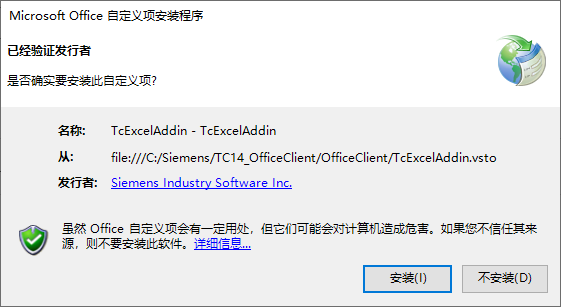 Microsoft Office 自定义项安装程序
已经验证发行者
是否确实要安装此自定义项?
名称: TcExcelAddin - TcExcelAddin
从: file:///C:/Siemens/TC14_OfficeClient/OfficeClient/TcExcelAddin.vsto
发行者: Siemens Industry Software Inc.
虽然 Office 自定义项会有一定用处，但它们可能会对计算机造成危害。如果您不信任其来
源，则不要安装此软件。详细信息...
安装(I) 不安装(D)